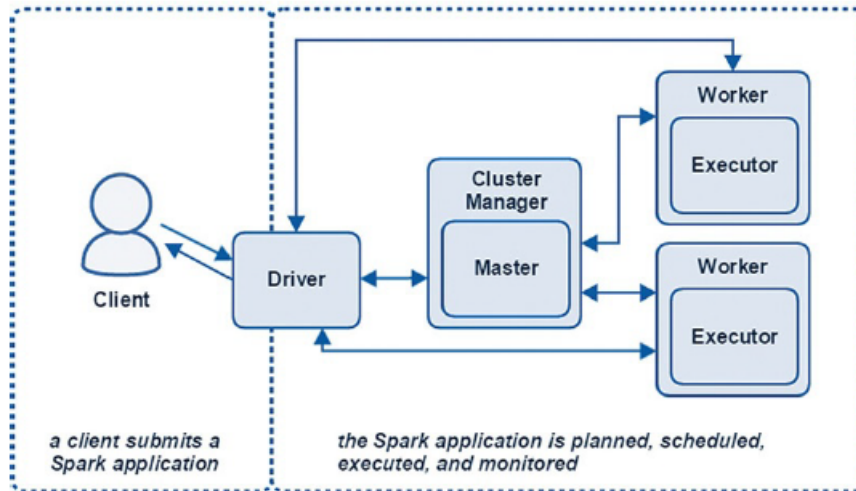 Worker
Executor
Cluster
Manager
Master
Client
Driver
Worker
Executor
a client submits a
Spark application
the Spark application is planned, scheduled,
executed, and monitored